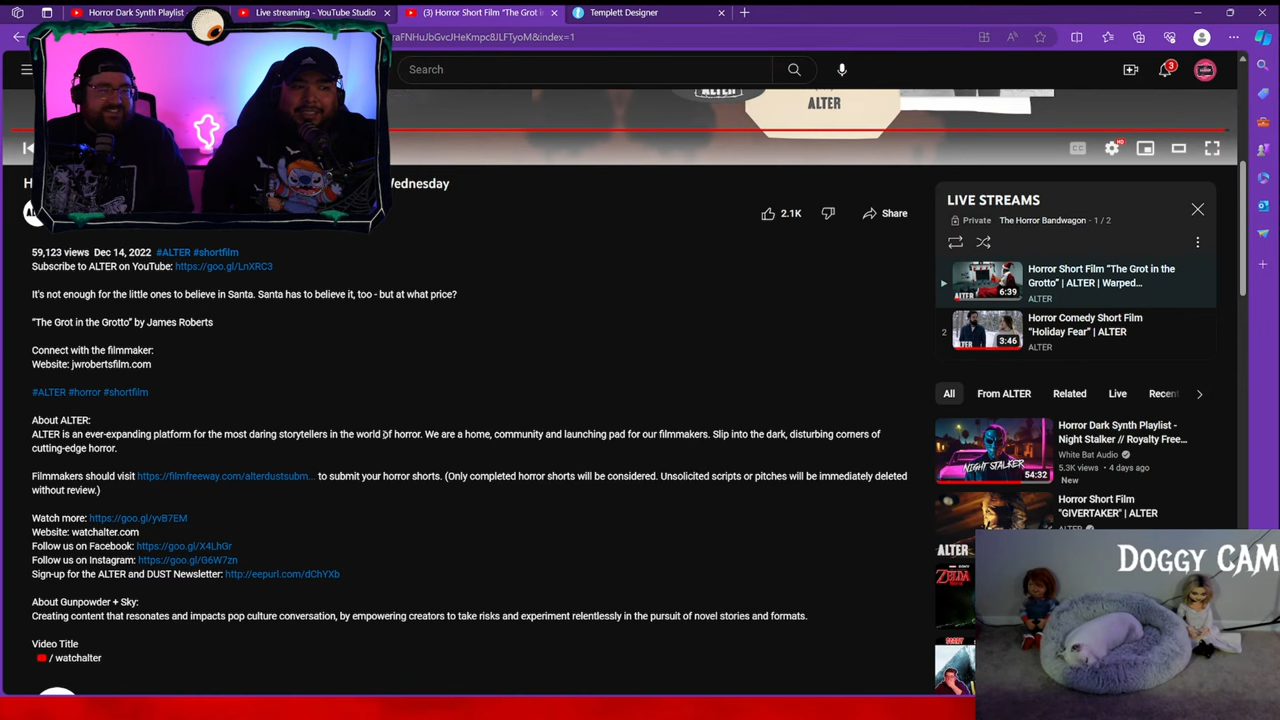 Horror Dark Synth Playlist
Live streaming - YouTube Studio
(3) Horror Short Film "The Grot in
Templett Designer
raFNHuJbGvcJHeKmpc8JLFTyoM&index=1
Search
3
ALTER
ALTER
HD
Wednesday
2.1K
Share
59,123 views Dec 14, 2022 #ALTER #shortfilm
Subscribe to ALTER on YouTube: https://goo.gl/LnXRC3
It's not enough for the little ones to believe in Santa. Santa has to believe it, too - but at what price?
"The Grot in the Grotto" by James Roberts
Connect with the filmmaker:
Website: jwrobertsfilm.com
#ALTER #horror #shortfilm
About ALTER:
ALTER is an ever-expanding platform for the most daring storytellers in the world of horror. We are a home, community and launching pad for our filmmakers. Slip into the dark, disturbing corners of
cutting-edge horror.
Filmmakers should visit https://filmfreeway.com/alterdustsubm... to submit your horror shorts. (Only completed horror shorts will be considered. Unsolicited scripts or pitches will be immediately deleted
without review.)
Watch more: https://goo.gl/yvB7EM
Website: watchalter.com
Follow us on Facebook: https://goo.gl/X4LhGr
Follow us on Instagram: https://goo.gl/G6W7zn
Sign-up for the ALTER and DUST Newsletter: http://eepurl.com/dChYXb
About Gunpowder + Sky:
Creating content that resonates and impacts pop culture conversation, by empowering creators to take risks and experiment relentlessly in the pursuit of novel stories and formats.
Video Title
/ watchalter
LIVE STREAMS
Private The Horror Bandwagon - 1 / 2
ALTER
6:39
Horror Short Film "The Grot in the
Grotto" | ALTER | Warped...
ALTER
2
3:46
Horror Comedy Short Film
"Holiday Fear" | ALTER
ALTER
All
From ALTER
Related
Live
Recen
NIGHT STALKER
54:32
Horror Dark Synth Playlist -
Night Stalker // Royalty Free...
White Bat Audio
5.3K views • 4 days ago
New
ALTER
Horror Short Film
"GIVERTAKER" | ALTER
ZELDA
DOGGY CAM